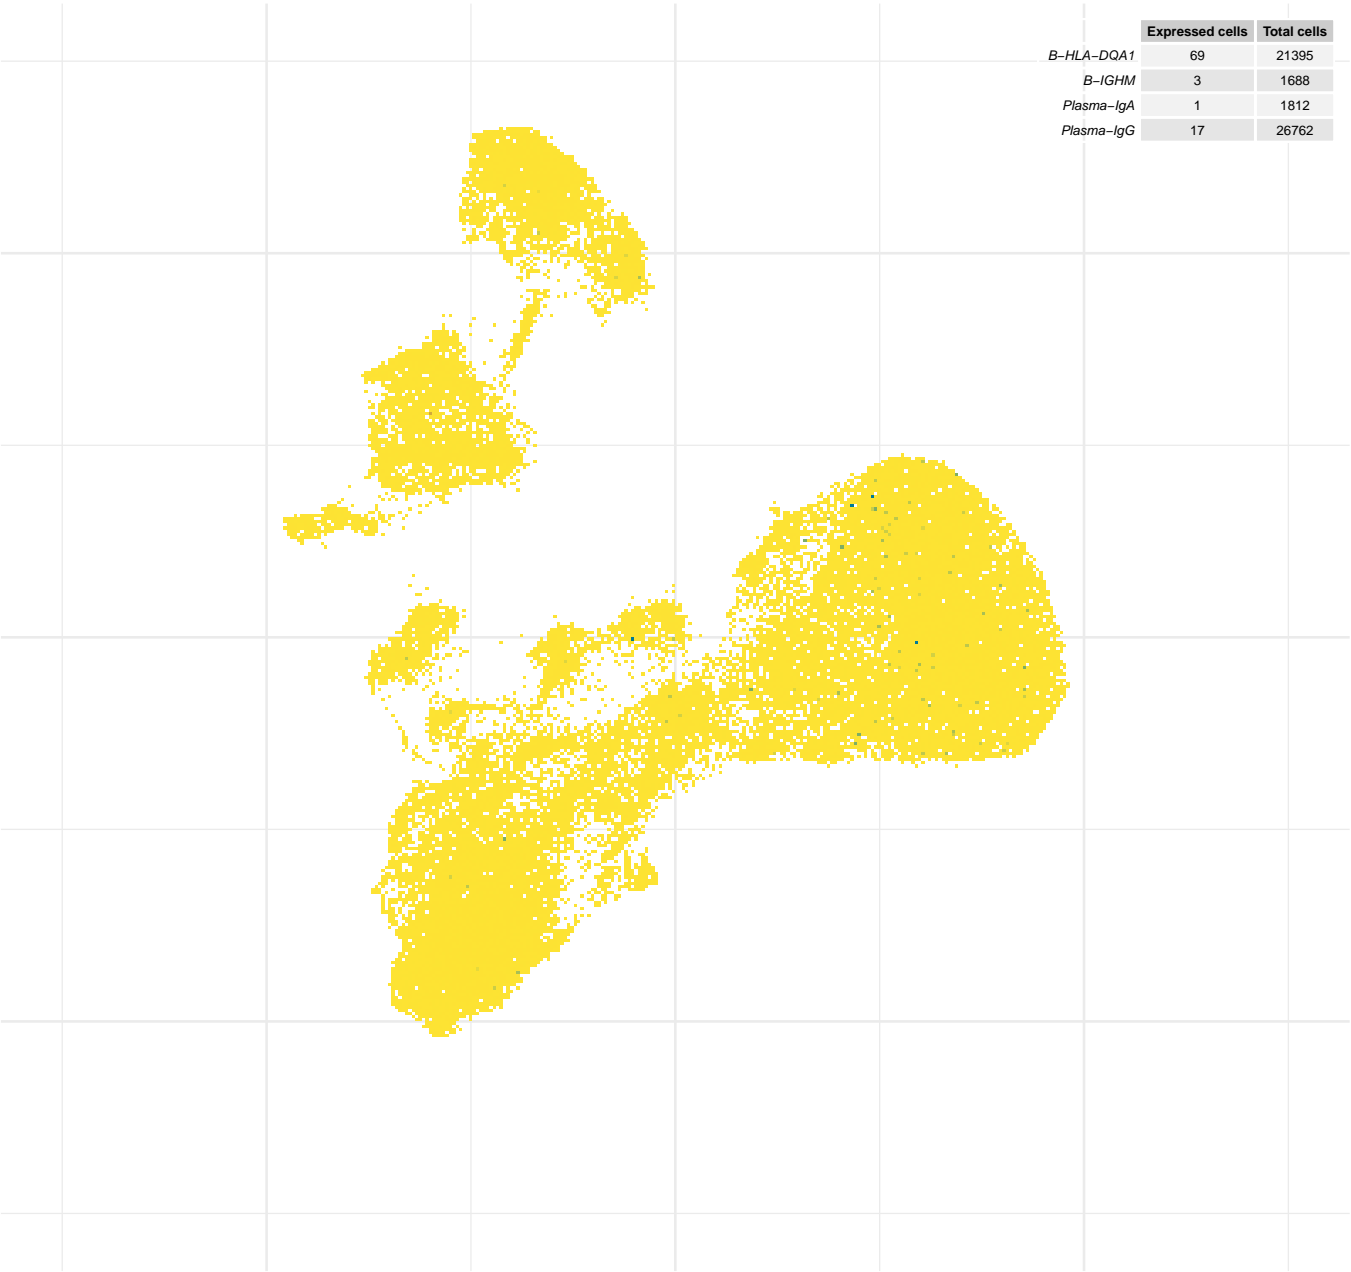 Expressed cells Total cells
B−HLA−DQA1 69 21395
B−IGHM 3 1688
Plasma−IgA 1 1812
Plasma−IgG 17 26762